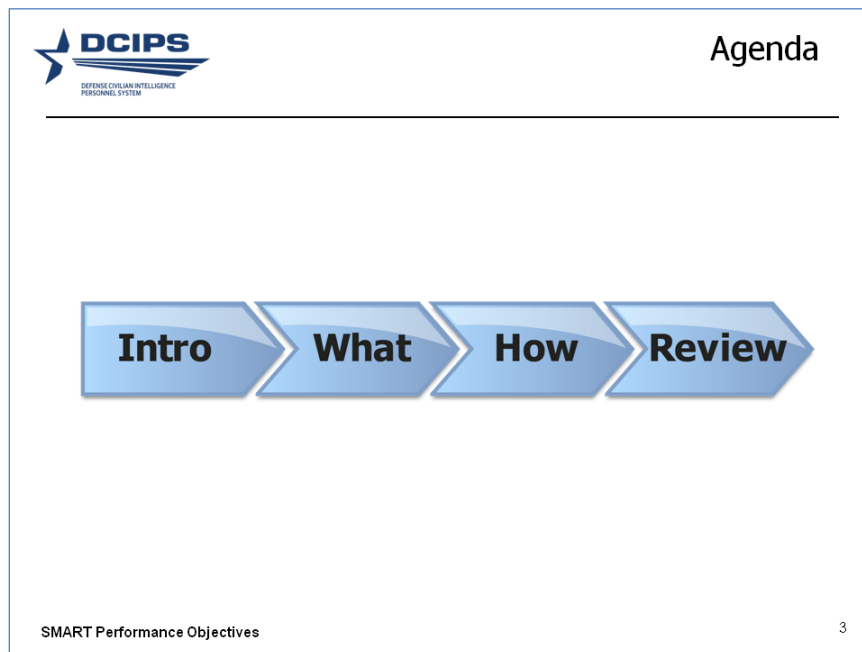 DCIPS
DEFENSE CIVILIAN INTELLIGENCE
PERSONNEL SYSTEM
Agenda
Intro
What
How
Review
SMART Performance Objectives
3